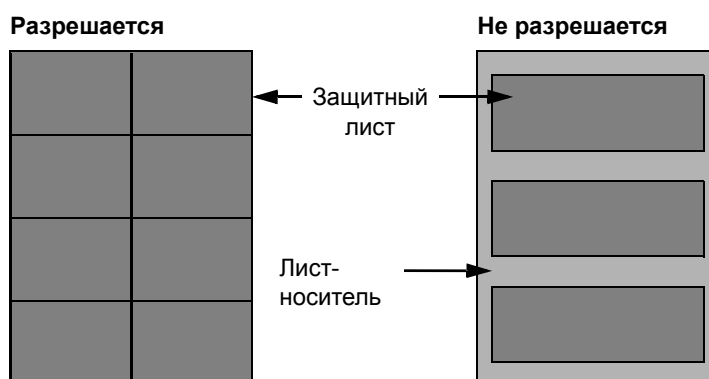 Разрешается
Не разрешается
Защитный
лист
Лист-
носитель